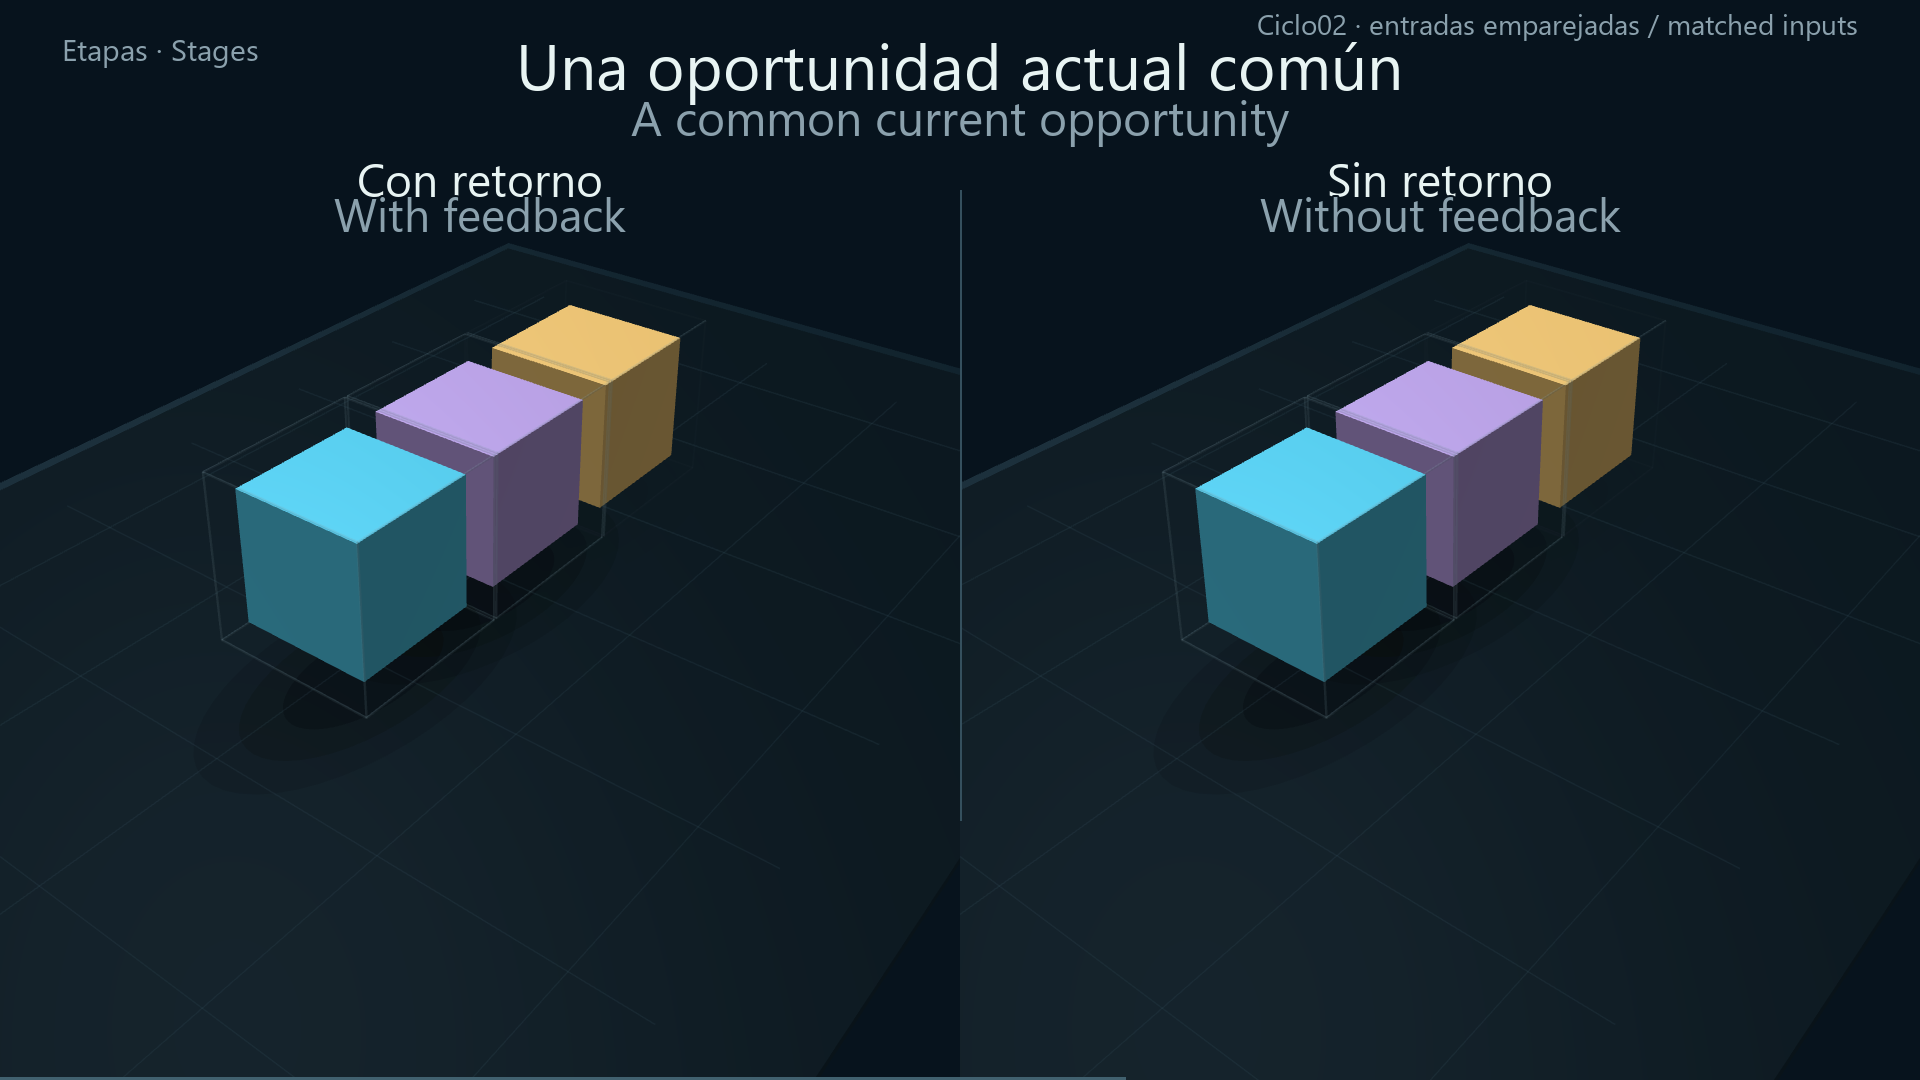 Etapas · Stages
Ciclo02 · entradas emparejadas / matched inputs
Una oportunidad actual común
A common current opportunity
Con retorno
With feedback
Sin retorno
Without feedback